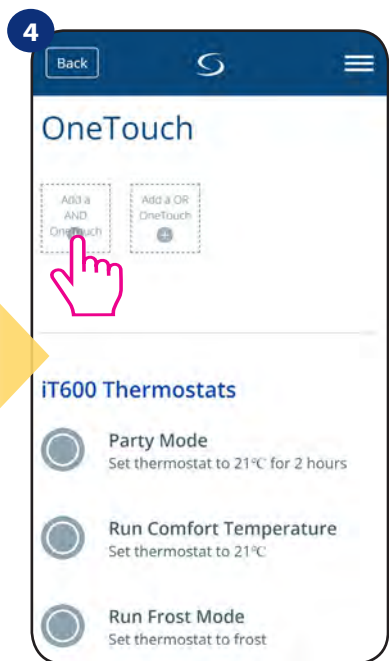 4
Back
OneTouch
Add a
AND
OneTouch
Add a OR
OneTouch
iT600 Thermostats
Party Mode
Set thermostat to 21°C for 2 hours
Run Comfort Temperature
Set thermostat to 21°C
Run Frost Mode
Set thermostat to frost